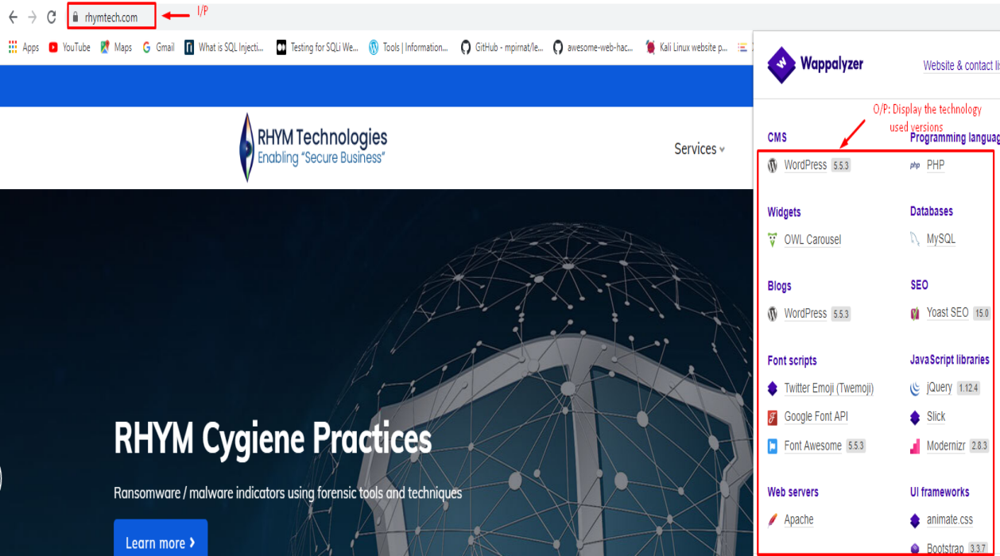 rhymtech.com
I/P
Apps YouTube Maps Gmail What is SQL Injecti... Testing for SQLi We... Tools | Information... GitHub - mpirnat/le... awesome-web-hac... Kali Linux website p...
Wappalyzer
Website & contact lis
O/P: Display the technology
used versions
RHYM Technologies
Enabling "Secure Business"
Services
CMS
Programming languag
WordPress 5.5.3
php PHP
Widgets
Databases
OWL Carousel
MySQL
Blogs
SEO
WordPress 5.5.3
Yoast SEO 15.0
Font scripts
JavaScript libraries
Twitter Emoji (Twemoji)
jQuery 1.12.4
Google Font API
Slick
Font Awesome 5.5.3
Modernizr 2.8.3
Web servers
UI frameworks
Apache
animate.css
Bootstrap 3.3.7
RHYM Cygiene Practices
Ransomware / malware indicators using forensic tools and techniques
Learn more ›